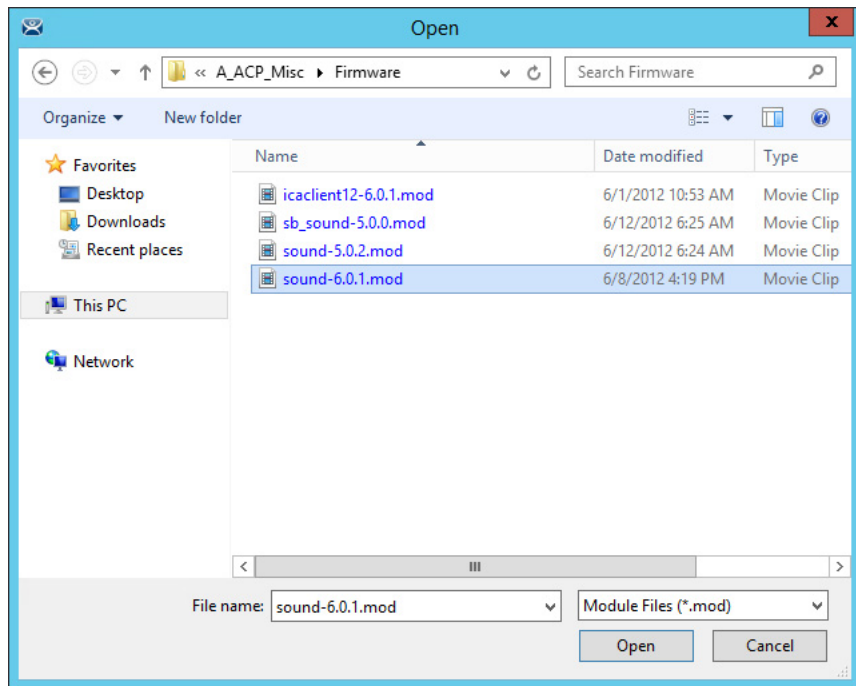 Open
x
« A_ACP_Misc ▸ Firmware Search Firmware
Organize New folder
Favorites
Desktop
Downloads
Recent places
This PC
Network
Name Date modified Type
icaclient12-6.0.1.mod 6/1/2012 10:53 AM Movie Clip
sb_sound-5.0.0.mod 6/12/2012 6:25 AM Movie Clip
sound-5.0.2.mod 6/12/2012 6:24 AM Movie Clip
sound-6.0.1.mod 6/8/2012 4:19 PM Movie Clip
File name: sound-6.0.1.mod Module Files (*.mod)
Open Cancel